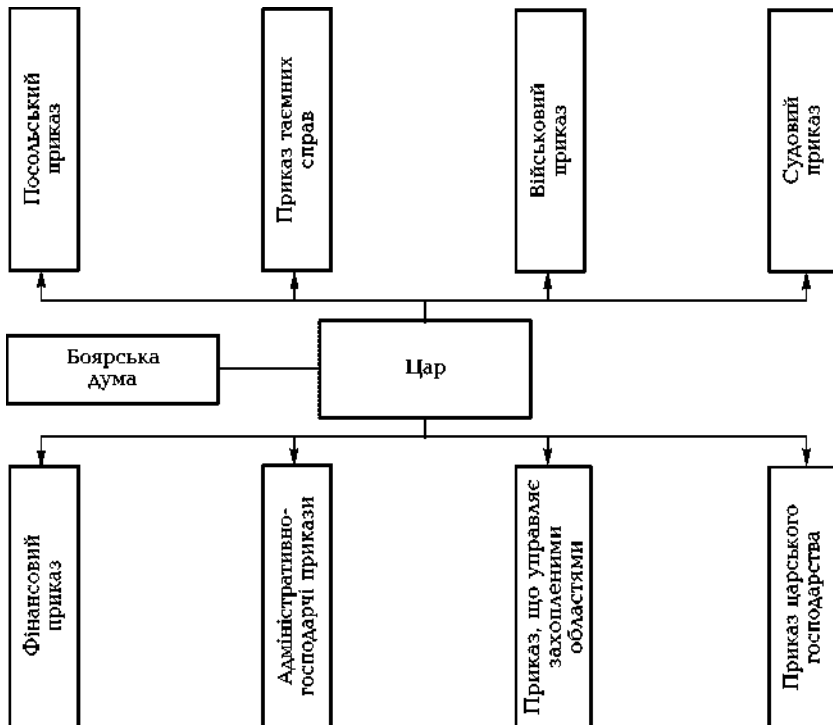 Посольський
приказ
Приказ таємних
справ
Військовий
приказ
Судовий
приказ
Боярська
дума
Цар
Фінансовий
приказ
Адміністративно-
господарчі прикази
Приказ, що управляє
захопленими
областями
Приказ царського
господарства